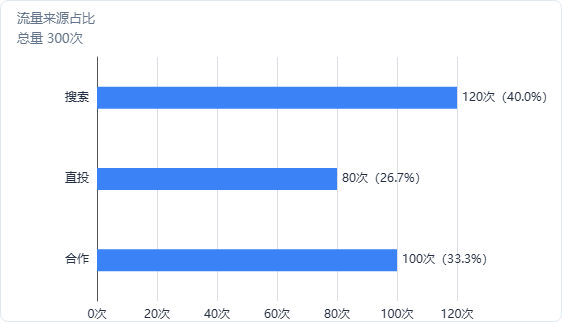 流量来源占比
总量 300次
搜索 120次（40.0%）
直投 80次（26.7%）
合作 100次（33.3%）
0次 20次 40次 60次 80次 100次 120次